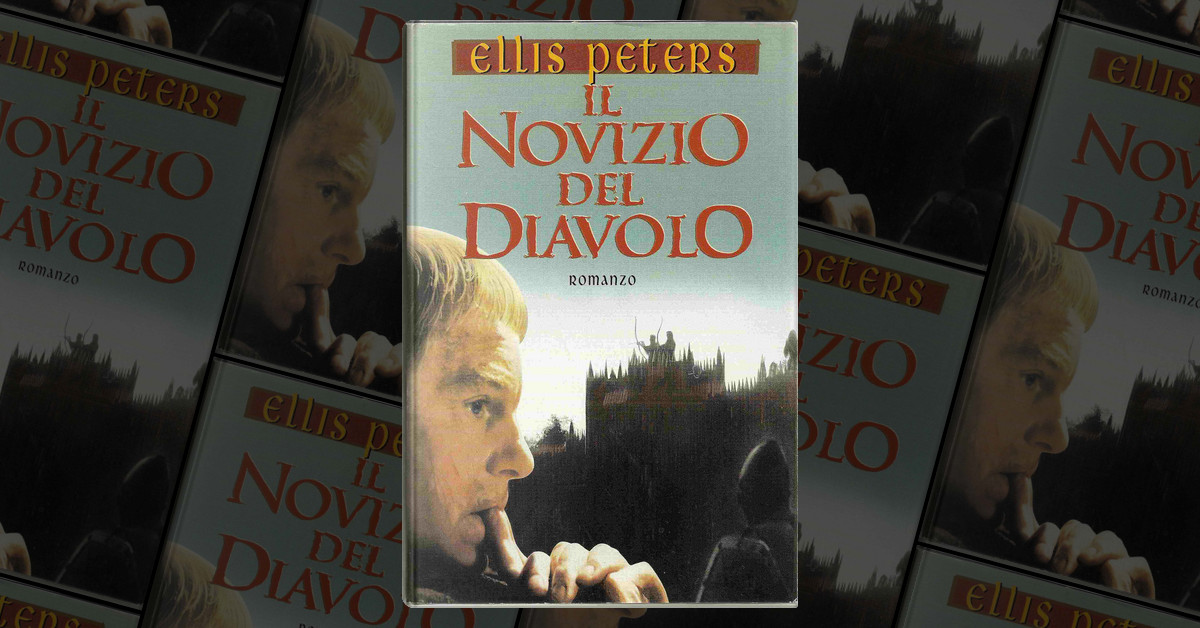 ELLIS PETERS
IL
NOVIZIO
DEL
DIAVOLO
ROMANZO